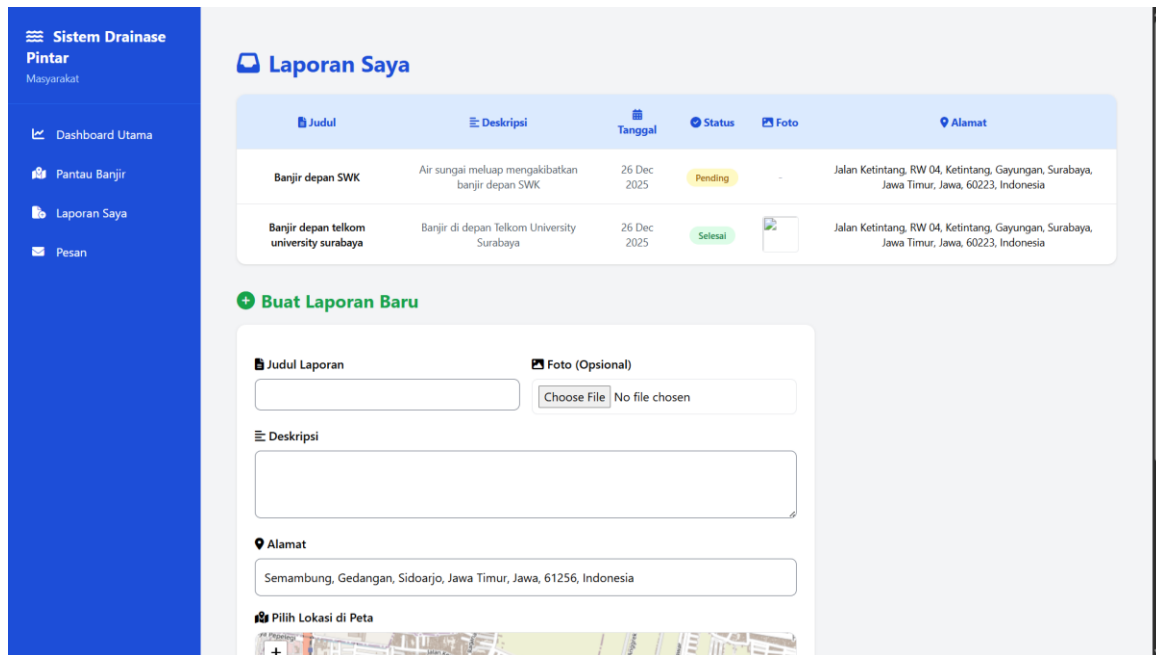 Sistem Drainase
Pintar
Masyarakat
Dashboard Utama
Pantau Banjir
Laporan Saya
Pesan
Laporan Saya
Judul
Deskripsi
Tanggal
Status
Foto
Alamat
Banjir depan SWK
Air sungai meluap mengakibatkan
banjir depan SWK
26 Dec
2025
Pending
-
Jalan Ketintang, RW 04, Ketintang, Gayungan, Surabaya,
Jawa Timur, Jawa, 60223, Indonesia
Banjir depan telkom
university surabaya
Banjir di depan Telkom University
Surabaya
26 Dec
2025
Selesai
Jalan Ketintang, RW 04, Ketintang, Gayungan, Surabaya,
Jawa Timur, Jawa, 60223, Indonesia
Buat Laporan Baru
Judul Laporan
Foto (Opsional)
Choose File No file chosen
Deskripsi
Alamat
Semambung, Gedangan, Sidoarjo, Jawa Timur, Jawa, 61256, Indonesia
Pilih Lokasi di Peta
+